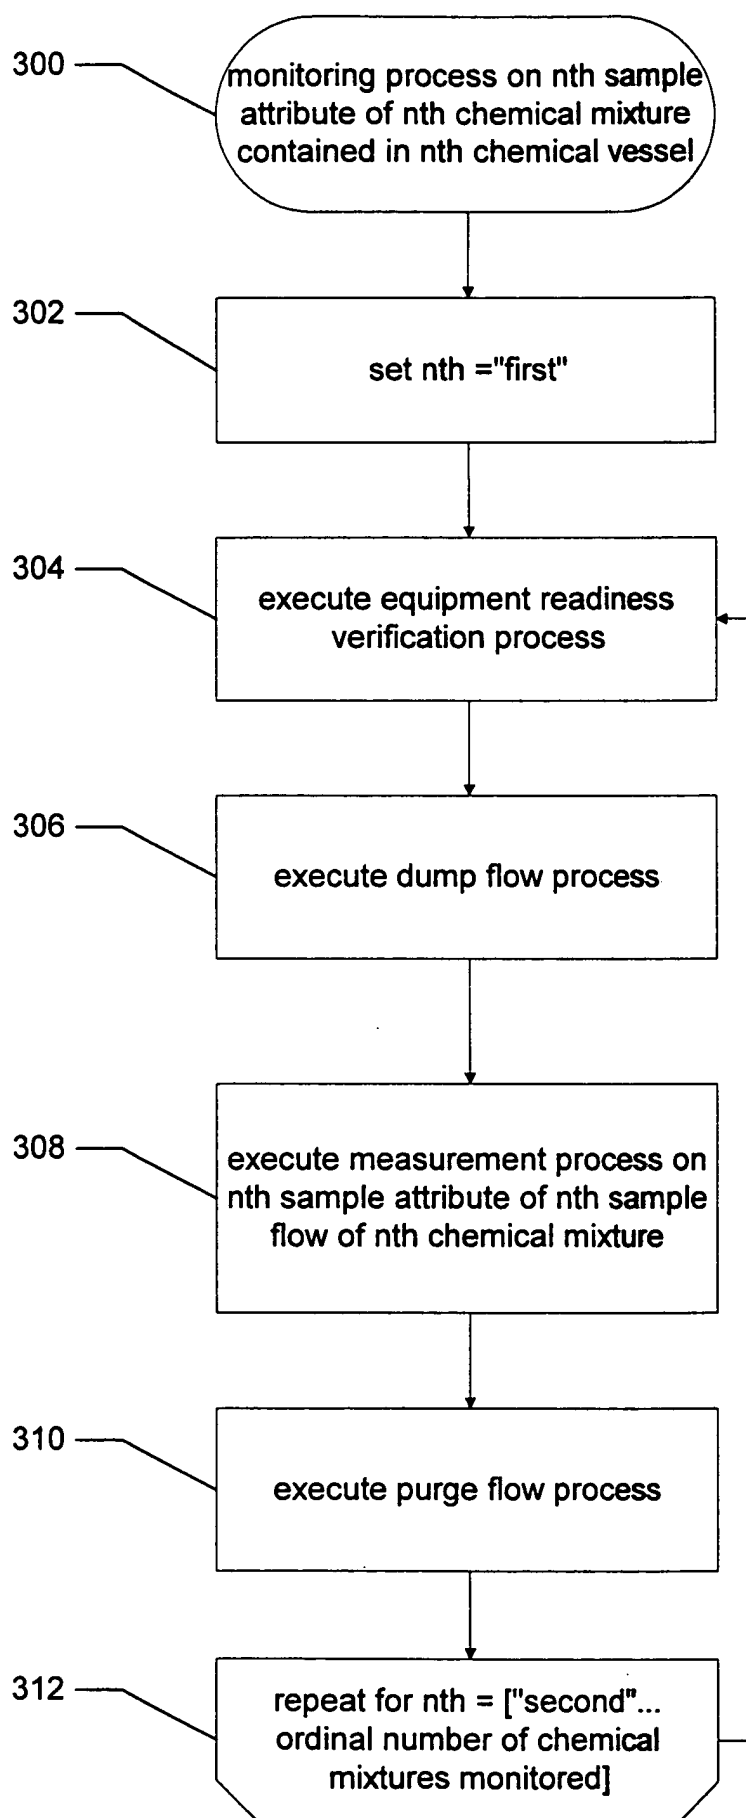 300
monitoring process on nth sample
attribute of nth chemical mixture
contained in nth chemical vessel
302
set nth ="first"
304
execute equipment readiness
verification process
306
execute dump flow process
308
execute measurement process on
nth sample attribute of nth sample
flow of nth chemical mixture
310
execute purge flow process
312
repeat for nth = ["second"...
ordinal number of chemical
mixtures monitored]